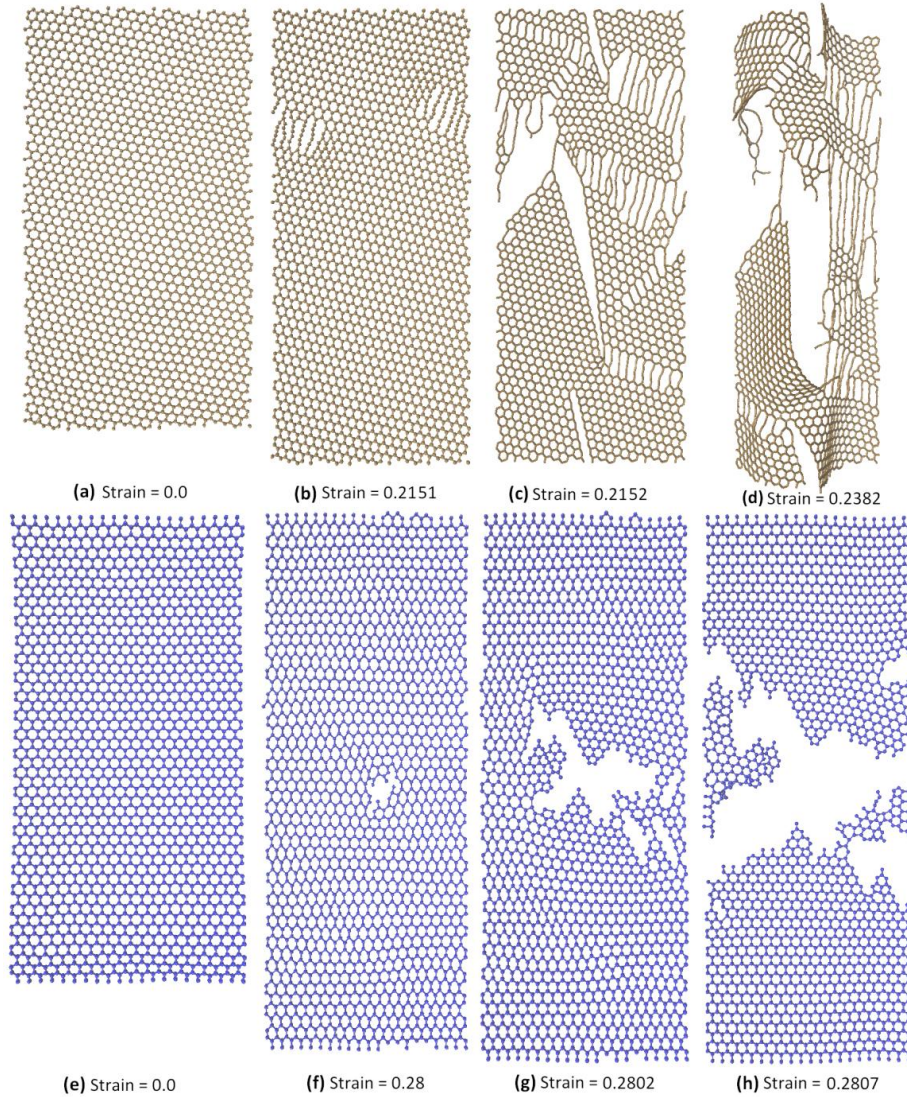 (a) Strain = 0.0
(b) Strain = 0.2151
(c) Strain = 0.2152
(d) Strain = 0.2382
(e) Strain = 0.0
(f) Strain = 0.28
(g) Strain = 0.2802
(h) Strain = 0.2807